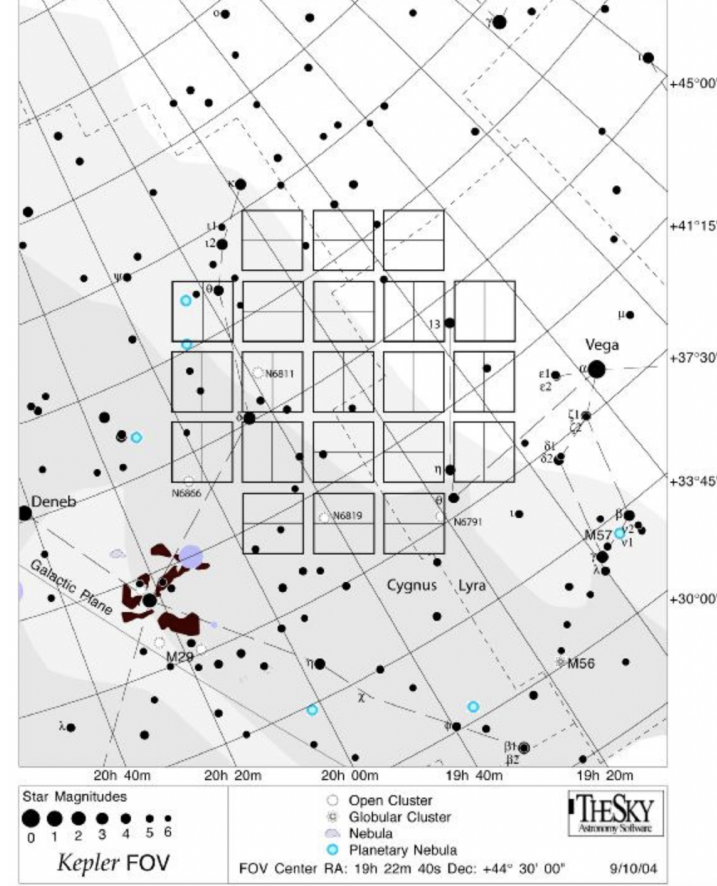 ο
γ
ι
+45°00'
κ
ι1
ι2
+41°15'
ψ
θ
13
μ
Vega
+37°30'
α
ε1
ε2
N6811
ζ1
ζ2
δ1
δ2
η
+33°45'
N6866
Deneb
θ
N6819
N6791
ι
β
M57
ν2
ν1
λ
Galactic Plane
Cygnus Lyra
+30°00'
M29
η
M56
χ
λ
φ
β1
β2
20h 40m 20h 20m 20h 00m 19h 40m 19h 20m
Star Magnitudes
0 1 2 3 4 5 6
Kepler FOV
Open Cluster
Globular Cluster
Nebula
Planetary Nebula
FOV Center RA: 19h 22m 40s Dec: +44° 30' 00"
THESKY
Astronomy Software
9/10/04